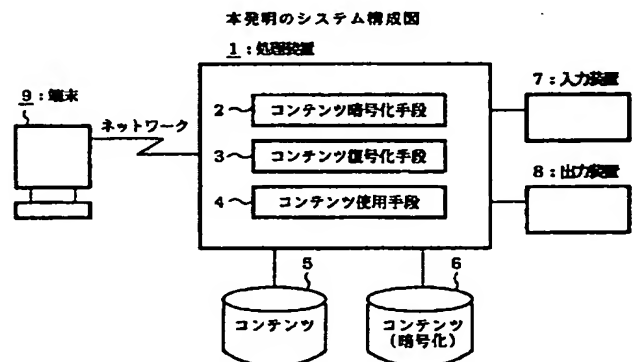 本発明のシステム構成図
1：処理装置
9：端末
ネットワーク
2
コンテンツ暗号化手段
3
コンテンツ復号化手段
4
コンテンツ使用手段
7：入力装置
8：出力装置
5
コンテンツ
6
コンテンツ
（暗号化）